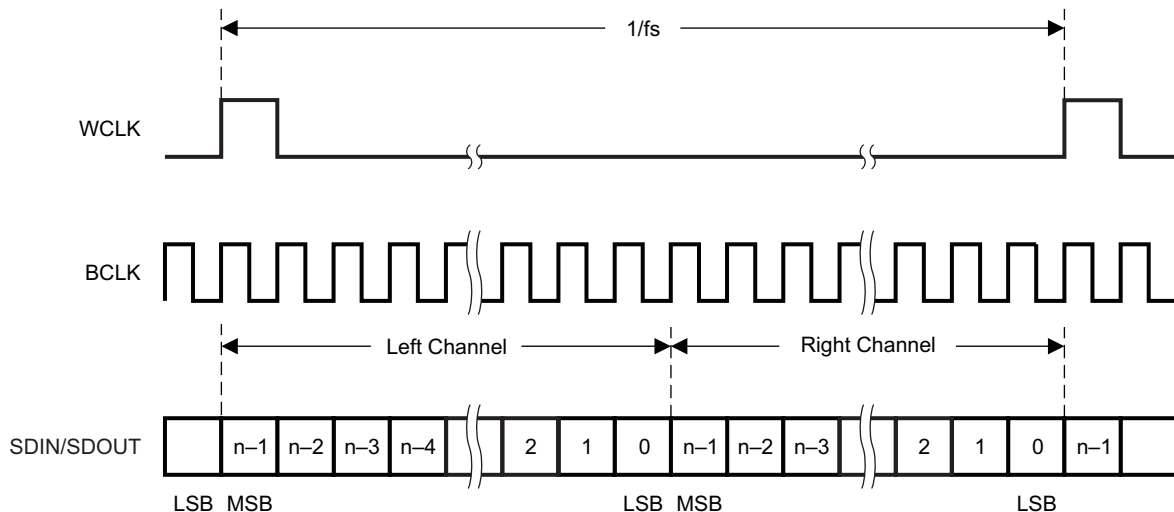 1/fs
WCLK
BCLK
Left Channel
Right Channel
SDIN/SDOUT
n–1 n–2 n–3 n–4 2 1 0 n–1 n–2 n–3 2 1 0 n–1
LSB MSB LSB MSB LSB